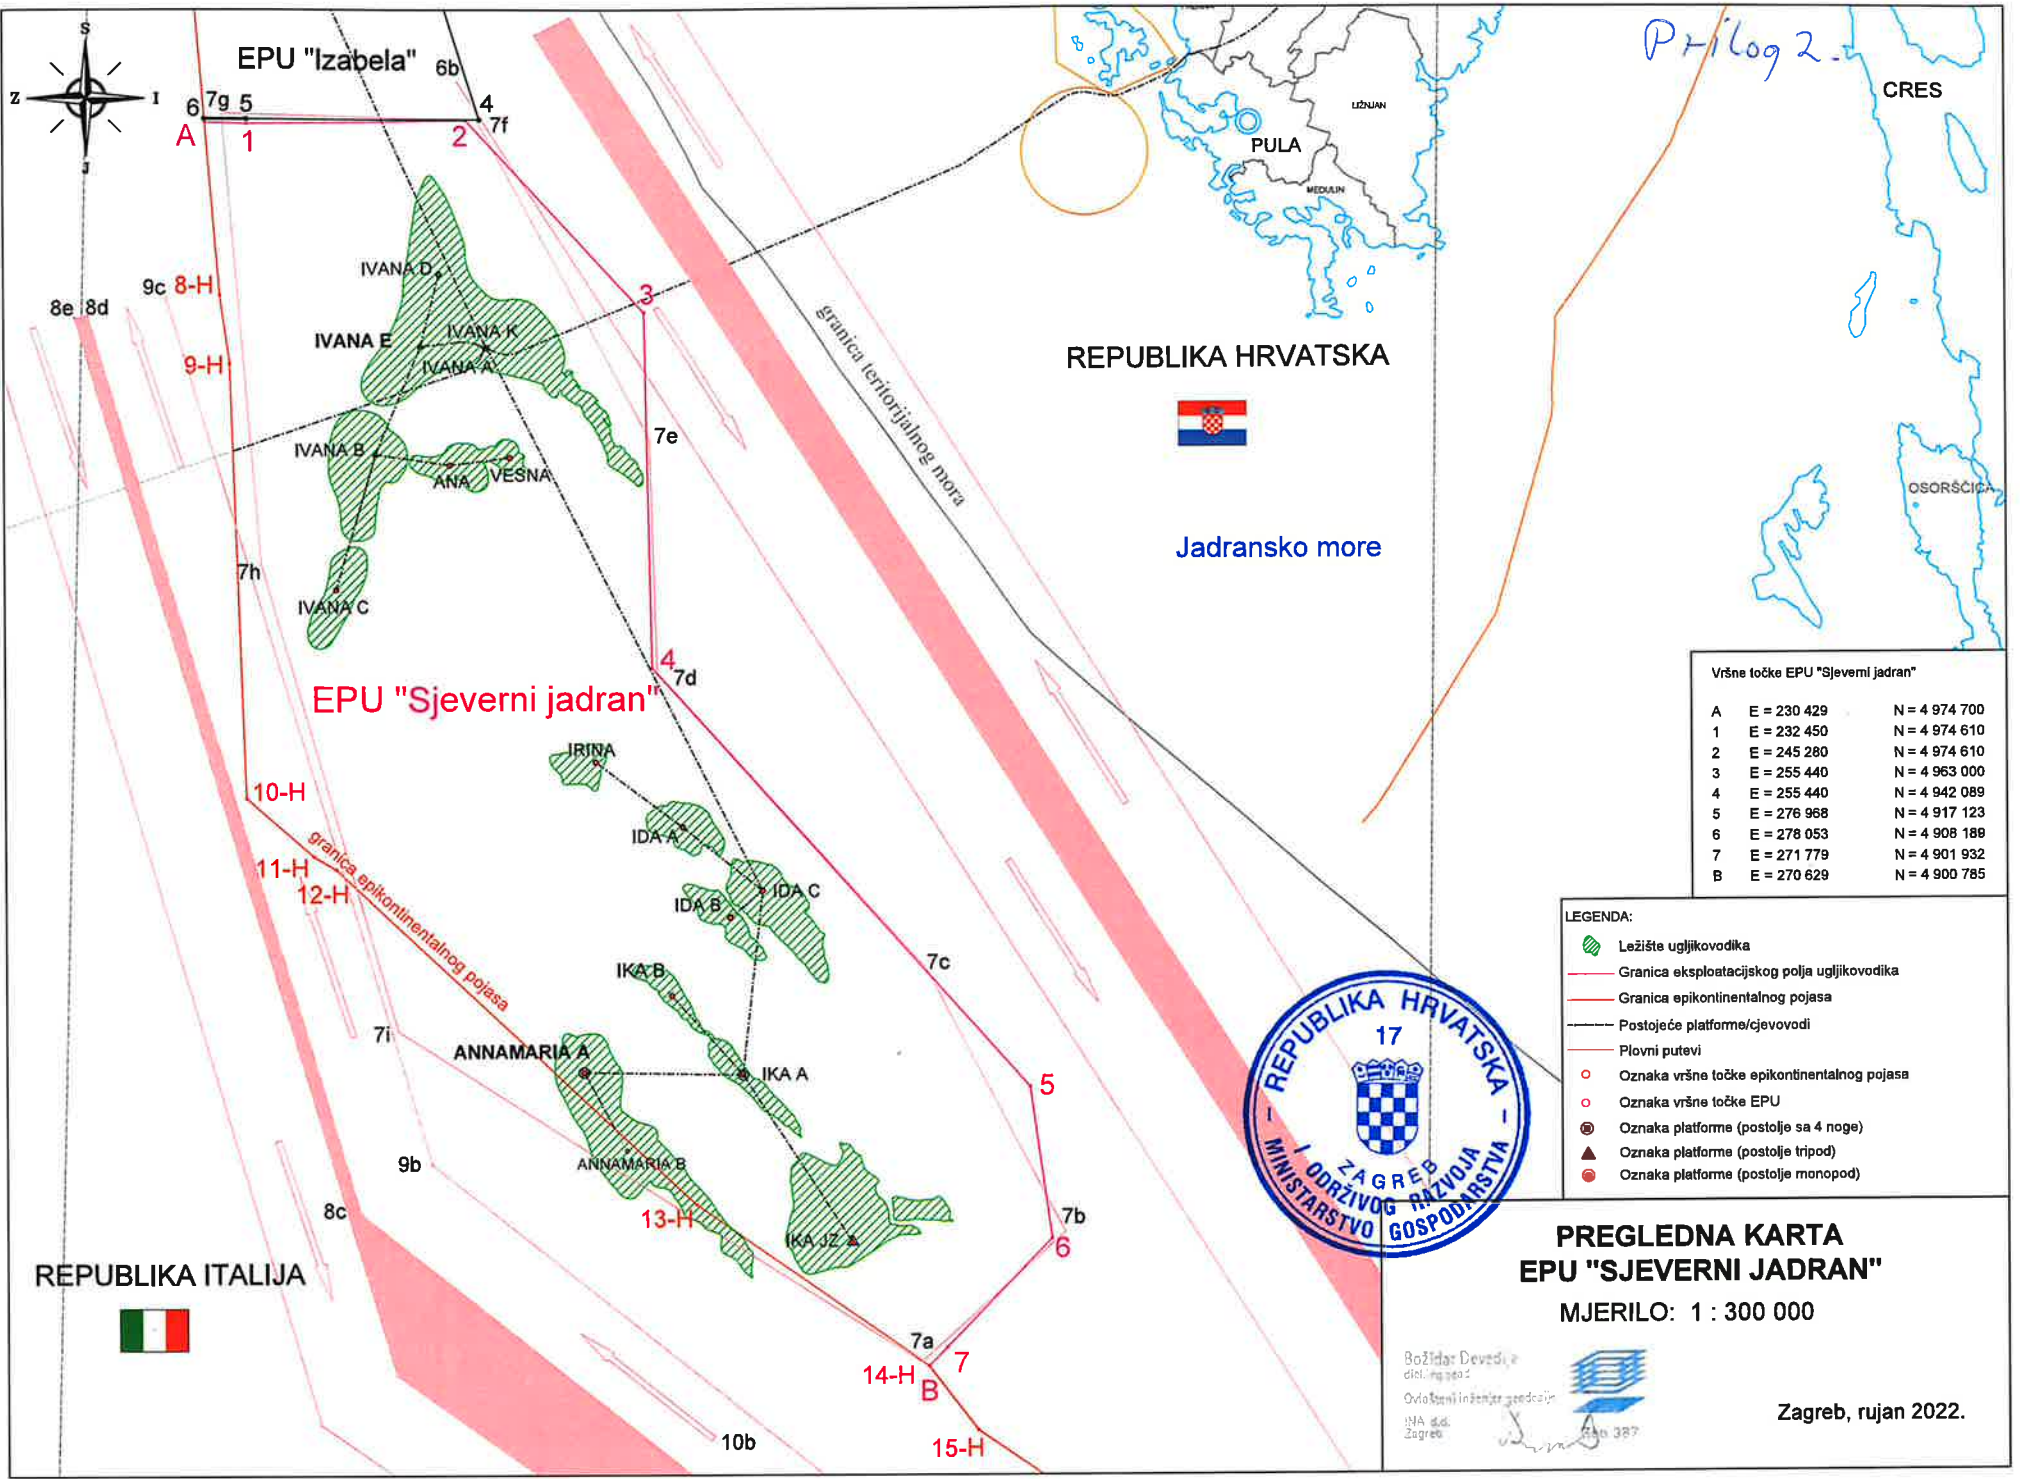 Prilog 2.
S
Z
I
J
EPU "Izabela"
6b
6
7g
5
4
7f
A
1
2
CRES
LIŽNJAN
PULA
MEDULIN
IVANA D
3
9c
8-H
8e
8d
IVANA E
IVANA K
IVANA A
9-H
granica teritorijalnog mora
REPUBLIKA HRVATSKA
7e
IVANA B
ANA
VESNA
OSORŠČICA
Jadransko more
7h
IVANA C
4
7d
EPU "Sjeverni jadran"
Vršne točke EPU "Sjeverni jadran"
A E = 230 429 N = 4 974 700
1 E = 232 450 N = 4 974 610
2 E = 245 280 N = 4 974 610
3 E = 255 440 N = 4 963 000
4 E = 255 440 N = 4 942 089
5 E = 276 968 N = 4 917 123
6 E = 278 053 N = 4 908 189
7 E = 271 779 N = 4 901 932
B E = 270 629 N = 4 900 785
IRINA
10-H
IDA A
granica epikontinentalnog pojasa
11-H
12-H
IDA C
IDA B
7c
IKA B
LEGENDA:
Ležište ugljikovodika
Granica eksploatacijskog polja ugljikovodika
Granica epikontinentalnog pojasa
Postojeće platforme/cjevovodi
Plovni putevi
Oznaka vršne točke epikontinentalnog pojasa
Oznaka vršne točke EPU
Oznaka platforme (postolje sa 4 noge)
Oznaka platforme (postolje tripod)
Oznaka platforme (postolje monopod)
7i
ANNAMARIA A
IKA A
5
REPUBLIKA HRVATSKA
17
MINISTARSTVO GOSPODARSTVA
I ODRŽIVOG RAZVOJA
ZAGREB
9b
ANNAMARIA B
8c
13-H
IKA JZ
7b
6
REPUBLIKA ITALIJA
PREGLEDNA KARTA
EPU "SJEVERNI JADRAN"
MJERILO: 1 : 300 000
7a
7
14-H
B
10b
15-H
Božidar
Ovlašteni inženjer geodezije
INA d.d.
Zagreb
387
Zagreb, rujan 2022.